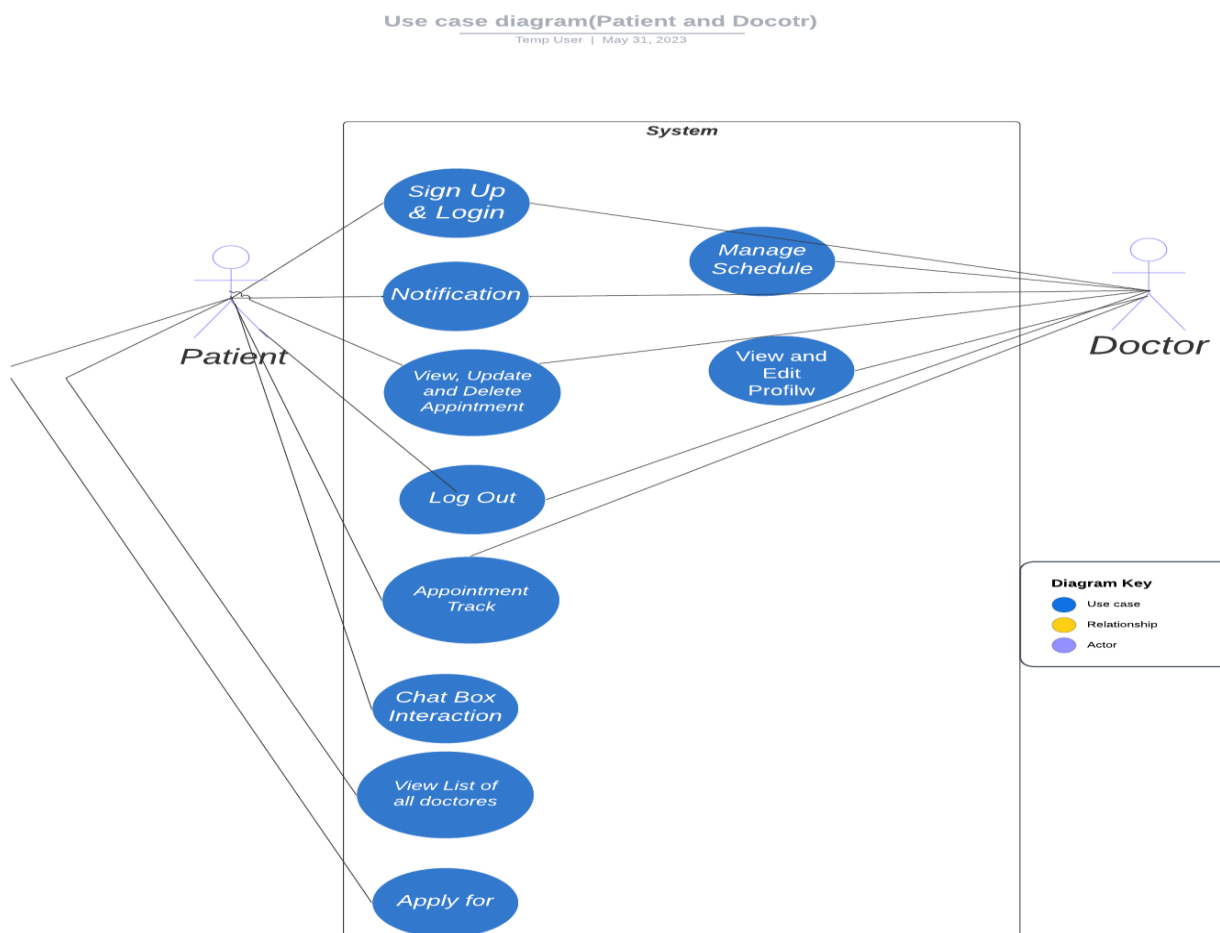 Use case diagram(Patient and Docotr)
Temp User | May 31, 2023
System
Sign Up
& Login
Manage
Schedule
Notification
Patient
Doctor
View, Update
and Delete
Appintment
View and
Edit
Profilw
Log Out
Appointment
Track
Diagram Key
Use case
Relationship
Actor
Chat Box
Interaction
View List of
all doctores
Apply for